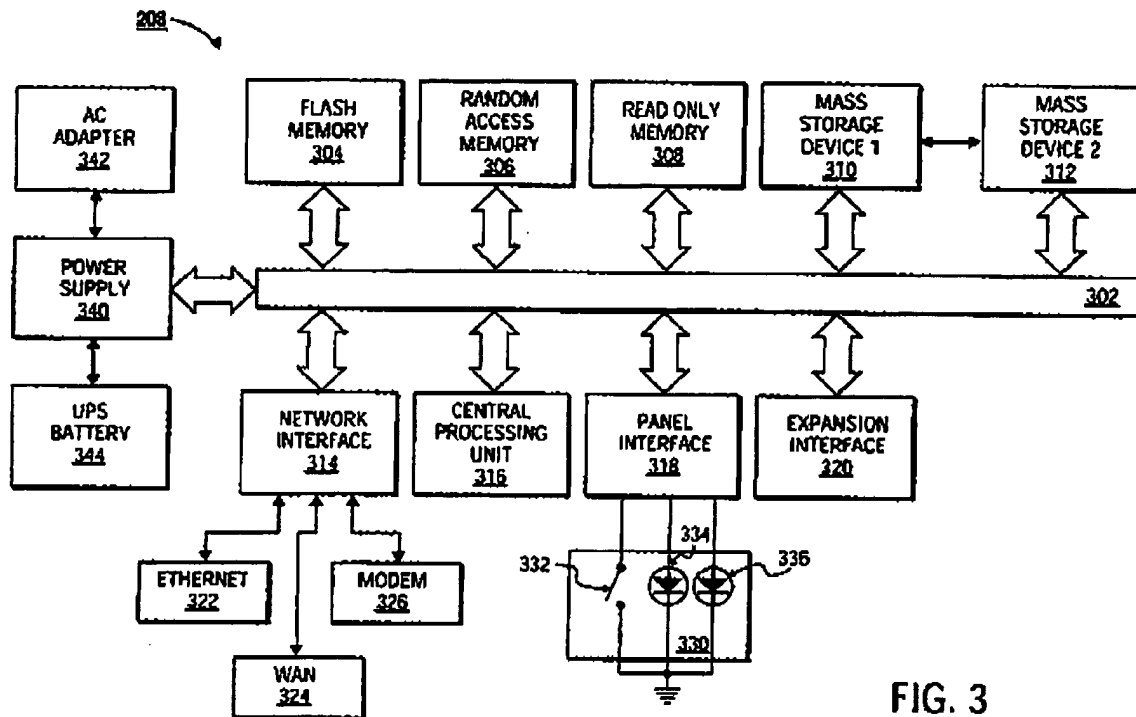 208
AC
ADAPTER
342
FLASH
MEMORY
304
RANDOM
ACCESS
MEMORY
306
READ ONLY
MEMORY
308
MASS
STORAGE
DEVICE 1
310
MASS
STORAGE
DEVICE 2
312
POWER
SUPPLY
340
302
UPS
BATTERY
344
NETWORK
INTERFACE
314
CENTRAL
PROCESSING
UNIT
316
PANEL
INTERFACE
318
EXPANSION
INTERFACE
320
ETHERNET
322
MODEM
326
WAN
324
332
334
336
330
FIG. 3